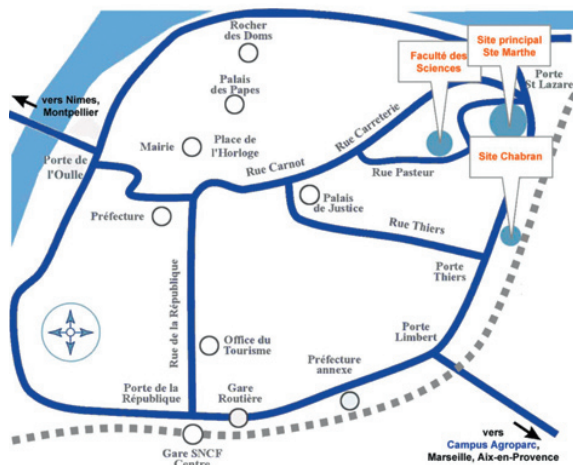 Rocher
des Doms
Site principal
Ste Marthe
Faculté des
Sciences
Porte
St Lazare
Palais
des Papes
vers Nimes,
Montpellier
Mairie
Place de
l'Horloge
Rue Carreterie
Porte de
l'Oulle
Rue Carnot
Rue Pasteur
Site Chabran
Préfecture
Palais
de Justice
Rue Thiers
Porte
Thiers
Rue de la République
Porte
Limbert
Office du
Tourisme
Préfecture
annexe
Porte de la
République
Gare
Routière
Gare SNCF
Centre
vers
Campus Agroparc,
Marseille, Aix-en-Provence